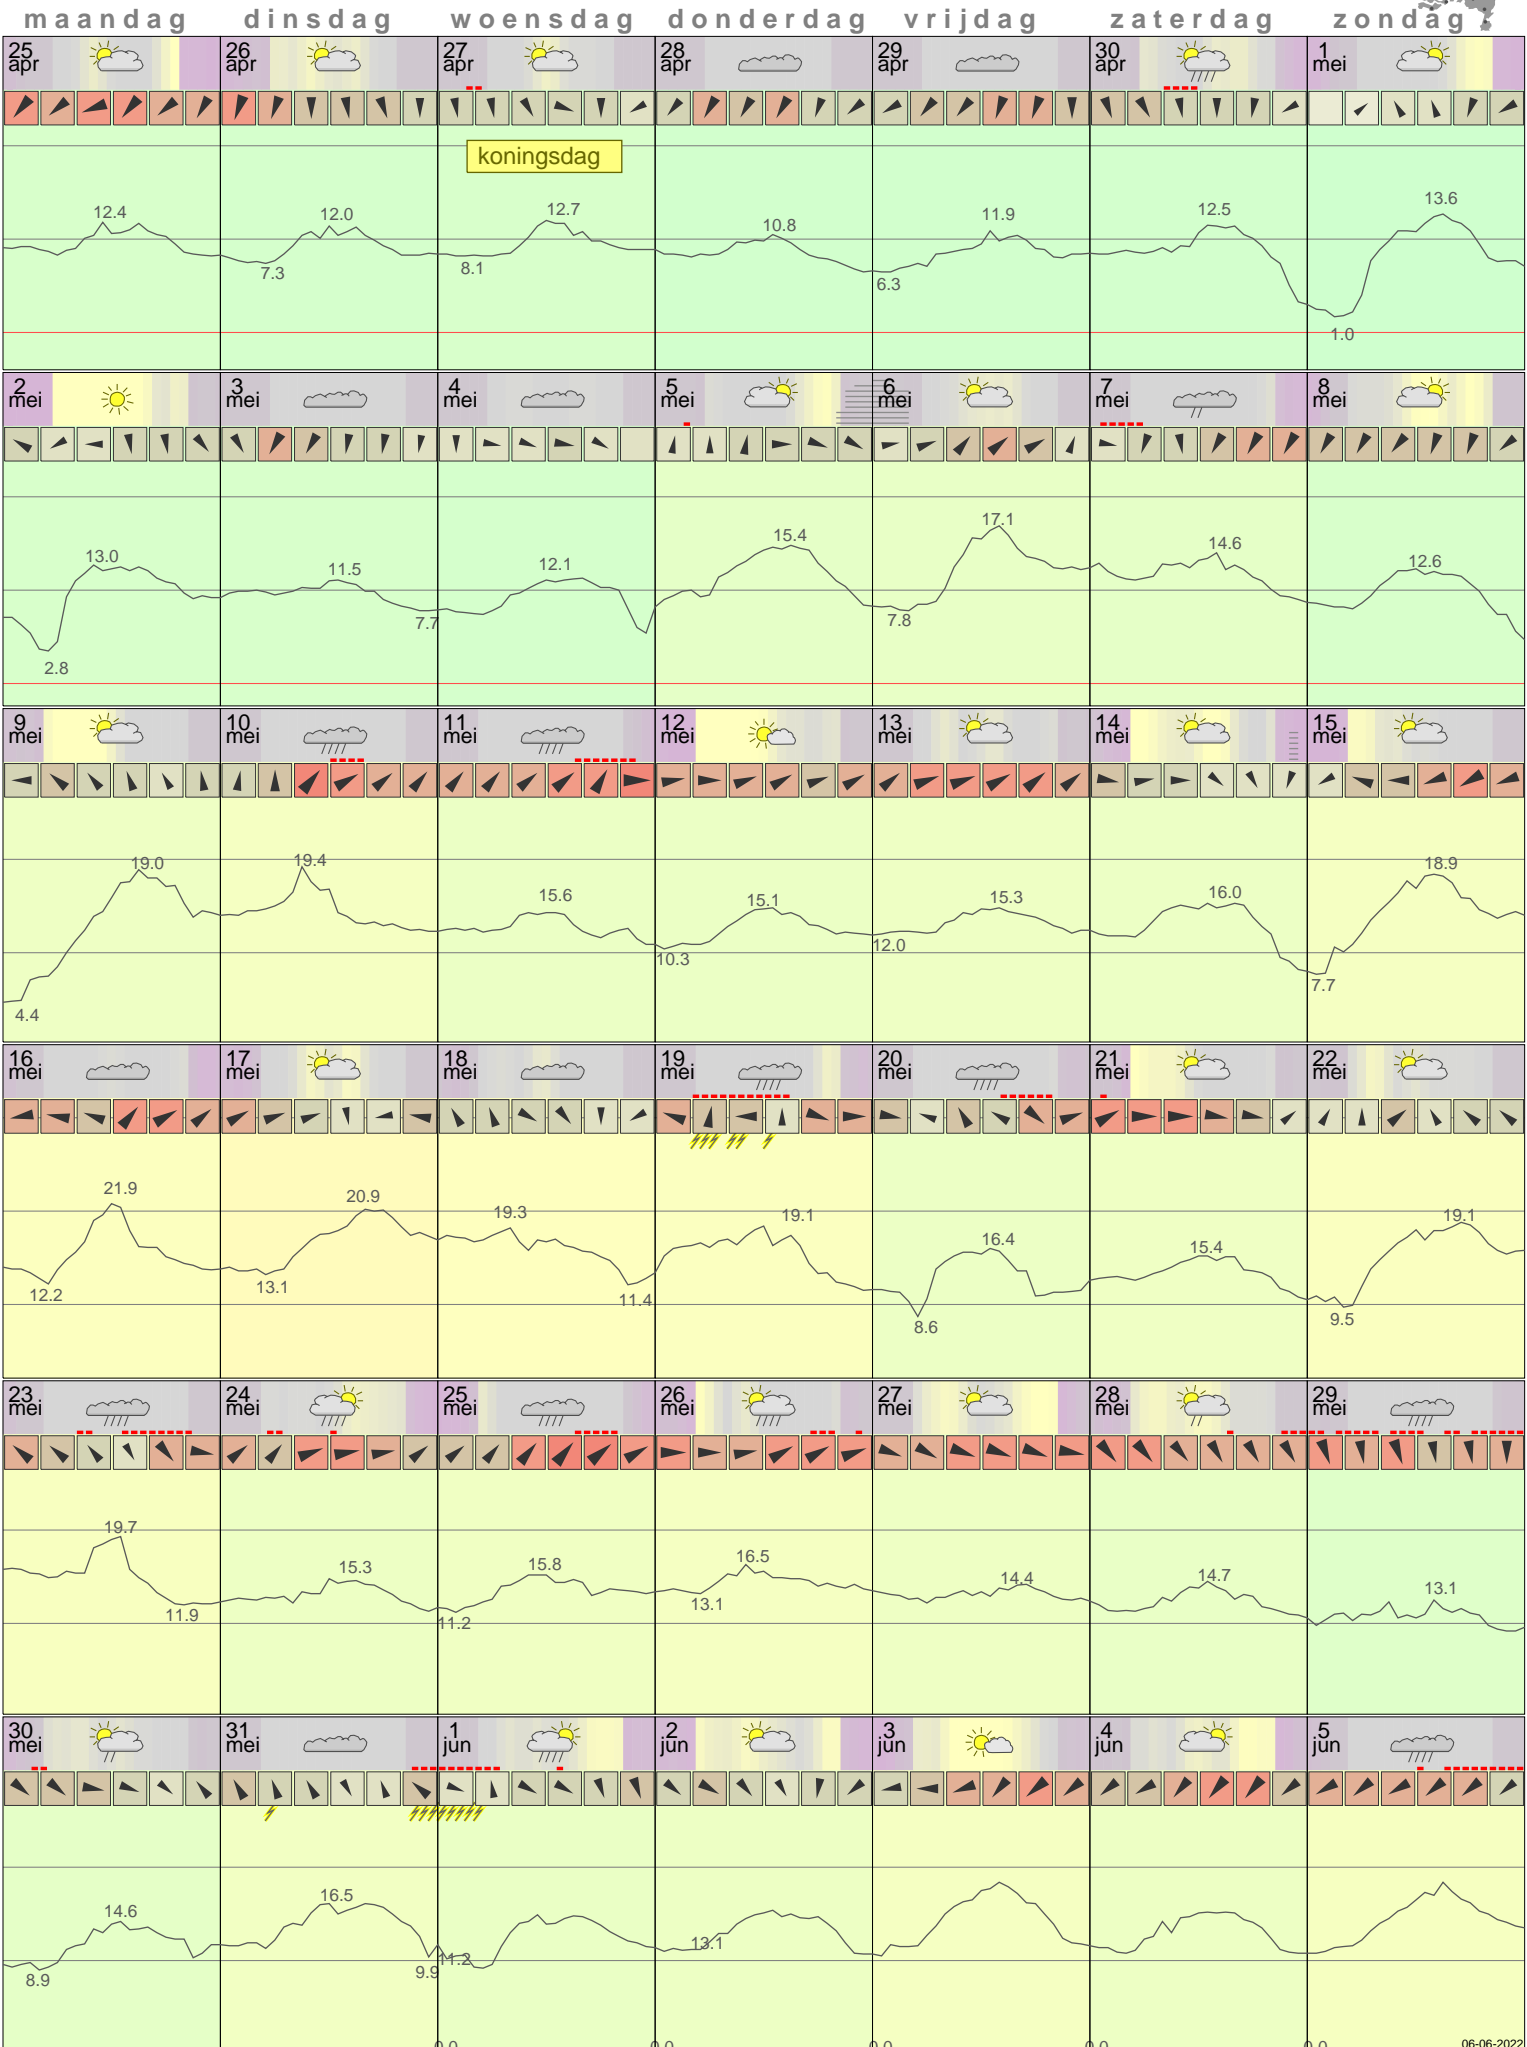 maandag dinsdag woensdag donderdag vrijdag zaterdag zondag
25 apr 26 apr 27 apr 28 apr 29 apr 30 apr 1 mei
koningsdag
12.4 12.0 12.7 10.8 11.9 12.5 13.6
7.3 8.1 6.3 1.0
2 mei 3 mei 4 mei 5 mei 6 mei 7 mei 8 mei
13.0 11.5 12.1 15.4 17.1 14.6 12.6
2.8 7.7 7.8
9 mei 10 mei 11 mei 12 mei 13 mei 14 mei 15 mei
19.0 19.4 15.6 15.1 15.3 16.0 18.9
4.4 10.3 12.0 7.7
16 mei 17 mei 18 mei 19 mei 20 mei 21 mei 22 mei
21.9 20.9 19.3 19.1 16.4 15.4 19.1
12.2 13.1 11.4 8.6 9.5
23 mei 24 mei 25 mei 26 mei 27 mei 28 mei 29 mei
19.7 15.3 15.8 16.5 14.4 14.7 13.1
11.9 11.2 13.1
30 mei 31 mei 1 jun 2 jun 3 jun 4 jun 5 jun
14.6 16.5
8.9 9.9 11.2 13.1
0.0 0.0 0.0 0.0 0.0 06-06-2022